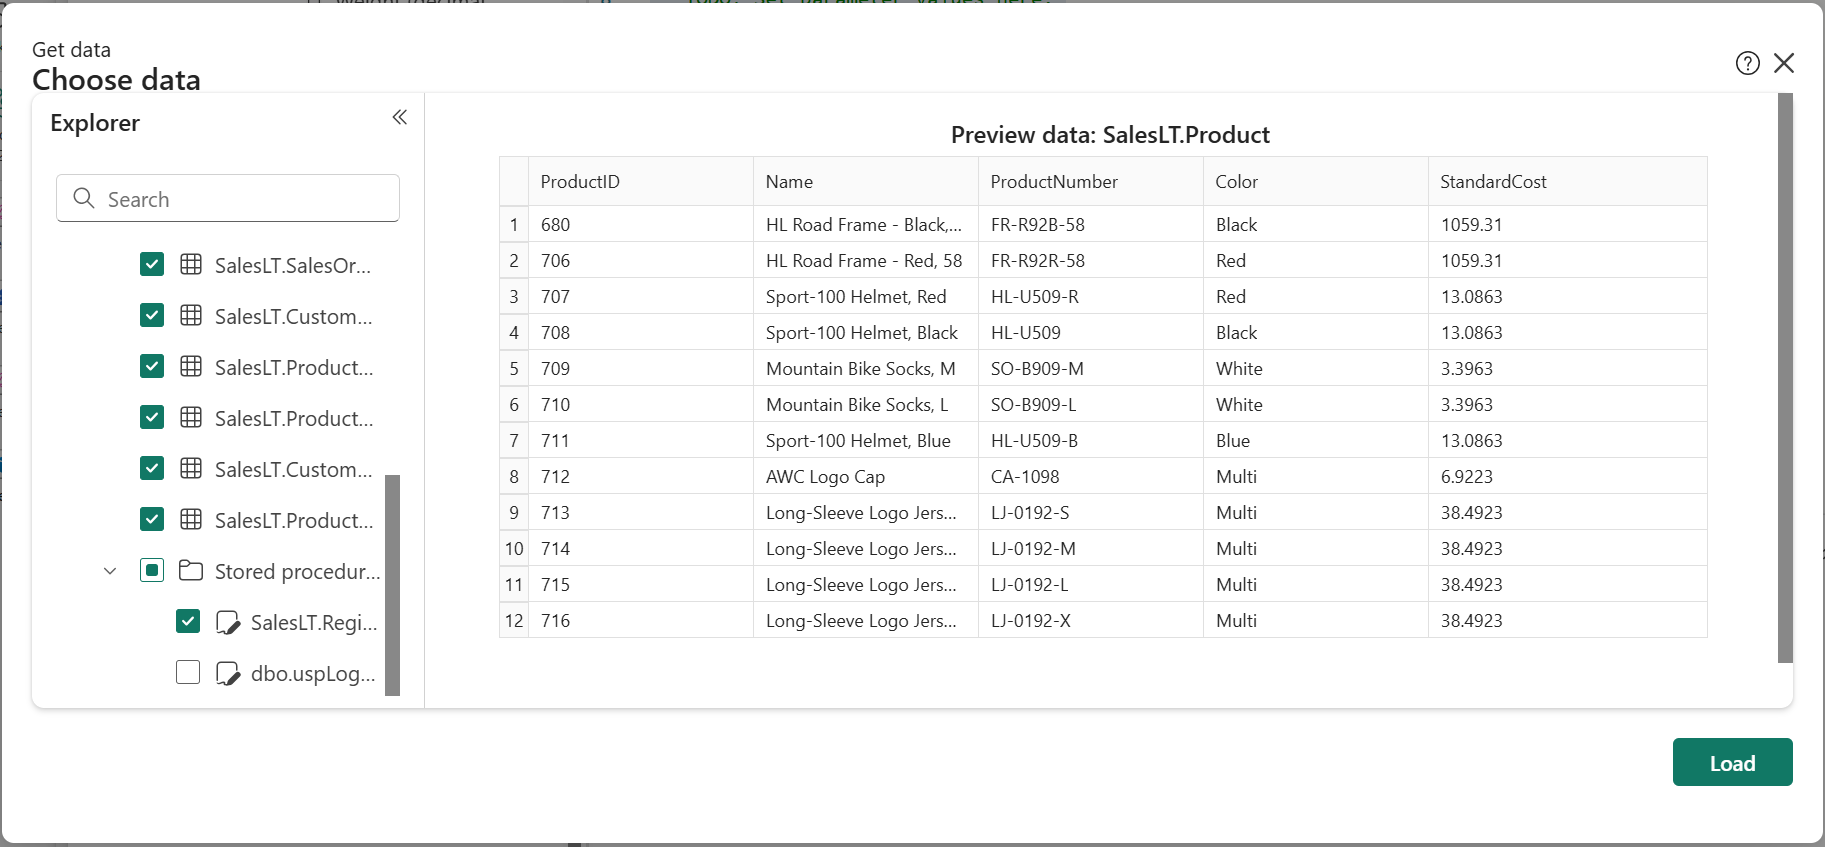 Get data
Choose data
Explorer
Search
SalesLT.SalesOr...
SalesLT.Custom...
SalesLT.Product...
SalesLT.Product...
SalesLT.Custom...
SalesLT.Product...
Stored procedur...
SalesLT.Regi...
dbo.uspLog...
Preview data: SalesLT.Product
ProductID Name ProductNumber Color StandardCost
1 680 HL Road Frame - Black,... FR-R92B-58 Black 1059.31
2 706 HL Road Frame - Red, 58 FR-R92R-58 Red 1059.31
3 707 Sport-100 Helmet, Red HL-U509-R Red 13.0863
4 708 Sport-100 Helmet, Black HL-U509 Black 13.0863
5 709 Mountain Bike Socks, M SO-B909-M White 3.3963
6 710 Mountain Bike Socks, L SO-B909-L White 3.3963
7 711 Sport-100 Helmet, Blue HL-U509-B Blue 13.0863
8 712 AWC Logo Cap CA-1098 Multi 6.9223
9 713 Long-Sleeve Logo Jers... LJ-0192-S Multi 38.4923
10 714 Long-Sleeve Logo Jers... LJ-0192-M Multi 38.4923
11 715 Long-Sleeve Logo Jers... LJ-0192-L Multi 38.4923
12 716 Long-Sleeve Logo Jers... LJ-0192-X Multi 38.4923
Load